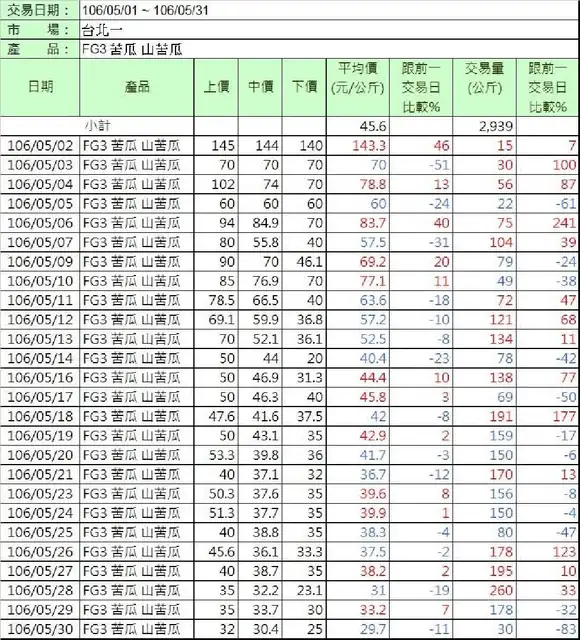 交易日期： 106/05/01 ~ 106/05/31
市　　場： 台北一
產　　品： FG3 苦瓜 山苦瓜
日期 產品 上價 中價 下價 平均價(元/公斤) 跟前一交易日比較% 交易量(公斤) 跟前一交易日比較%
小計 45.6 2,939
106/05/02 FG3 苦瓜 山苦瓜 145 144 140 143.3 46 15 7
106/05/03 FG3 苦瓜 山苦瓜 70 70 70 70 -51 30 100
106/05/04 FG3 苦瓜 山苦瓜 102 74 70 78.8 13 56 87
106/05/05 FG3 苦瓜 山苦瓜 60 60 60 60 -24 22 -61
106/05/06 FG3 苦瓜 山苦瓜 94 84.9 70 83.7 40 75 241
106/05/07 FG3 苦瓜 山苦瓜 80 55.8 40 57.5 -31 104 39
106/05/09 FG3 苦瓜 山苦瓜 90 70 46.1 69.2 20 79 -24
106/05/10 FG3 苦瓜 山苦瓜 85 76.9 70 77.1 11 49 -38
106/05/11 FG3 苦瓜 山苦瓜 78.5 66.5 40 63.6 -18 72 47
106/05/12 FG3 苦瓜 山苦瓜 69.1 59.9 36.8 57.2 -10 121 68
106/05/13 FG3 苦瓜 山苦瓜 70 52.1 36.1 52.5 -8 134 11
106/05/14 FG3 苦瓜 山苦瓜 50 44 20 40.4 -23 78 -42
106/05/16 FG3 苦瓜 山苦瓜 50 46.9 31.3 44.4 10 138 77
106/05/17 FG3 苦瓜 山苦瓜 50 46.3 40 45.8 3 69 -50
106/05/18 FG3 苦瓜 山苦瓜 47.6 41.6 37.5 42 -8 191 177
106/05/19 FG3 苦瓜 山苦瓜 50 43.1 35 42.9 2 159 -17
106/05/20 FG3 苦瓜 山苦瓜 53.3 39.8 36 41.7 -3 150 -6
106/05/21 FG3 苦瓜 山苦瓜 40 37.1 32 36.7 -12 170 13
106/05/23 FG3 苦瓜 山苦瓜 50.3 37.6 35 39.6 8 156 -8
106/05/24 FG3 苦瓜 山苦瓜 51.3 37.7 35 39.9 1 150 -4
106/05/25 FG3 苦瓜 山苦瓜 40 38.8 35 38.3 -4 80 -47
106/05/26 FG3 苦瓜 山苦瓜 45.6 36.1 33.3 37.5 -2 178 123
106/05/27 FG3 苦瓜 山苦瓜 40 38.7 35 38.2 2 195 10
106/05/28 FG3 苦瓜 山苦瓜 35 32.2 23.1 31 -19 260 33
106/05/29 FG3 苦瓜 山苦瓜 35 33.7 30 33.2 7 178 -32
106/05/30 FG3 苦瓜 山苦瓜 32 30.4 25 29.7 -11 30 -83